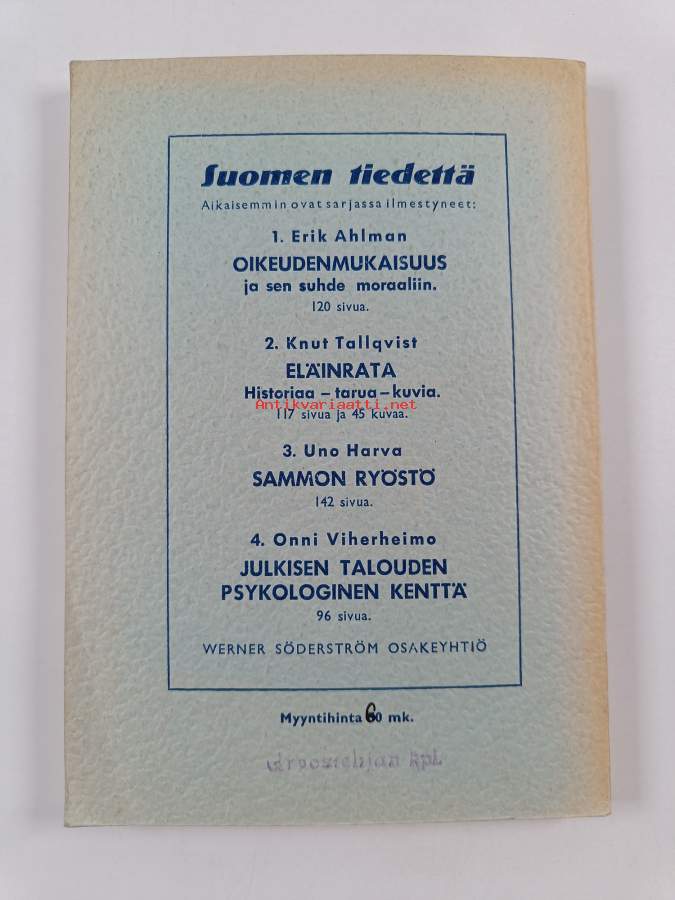 Suomen tiedettä
Aikaisemmin ovat sarjassa ilmestyneet:
1. Erik Ahlman
OIKEUDENMUKAISUUS
ja sen suhde moraaliin.
120 sivua.
2. Knut Tallqvist
ELÄINRATA
Historiaa – tarua – kuvia.
Antikvariaatti.net
117 sivua ja 45 kuvaa.
3. Uno Harva
SAMMON RYÖSTÖ
142 sivua.
4. Onni Viherheimo
JULKISEN TALOUDEN
PSYKOLOGINEN KENTTÄ
96 sivua.
WERNER SÖDERSTRÖM OSAKEYHTIÖ
Myyntihinta 60 mk.
Arvostelijan kpl.